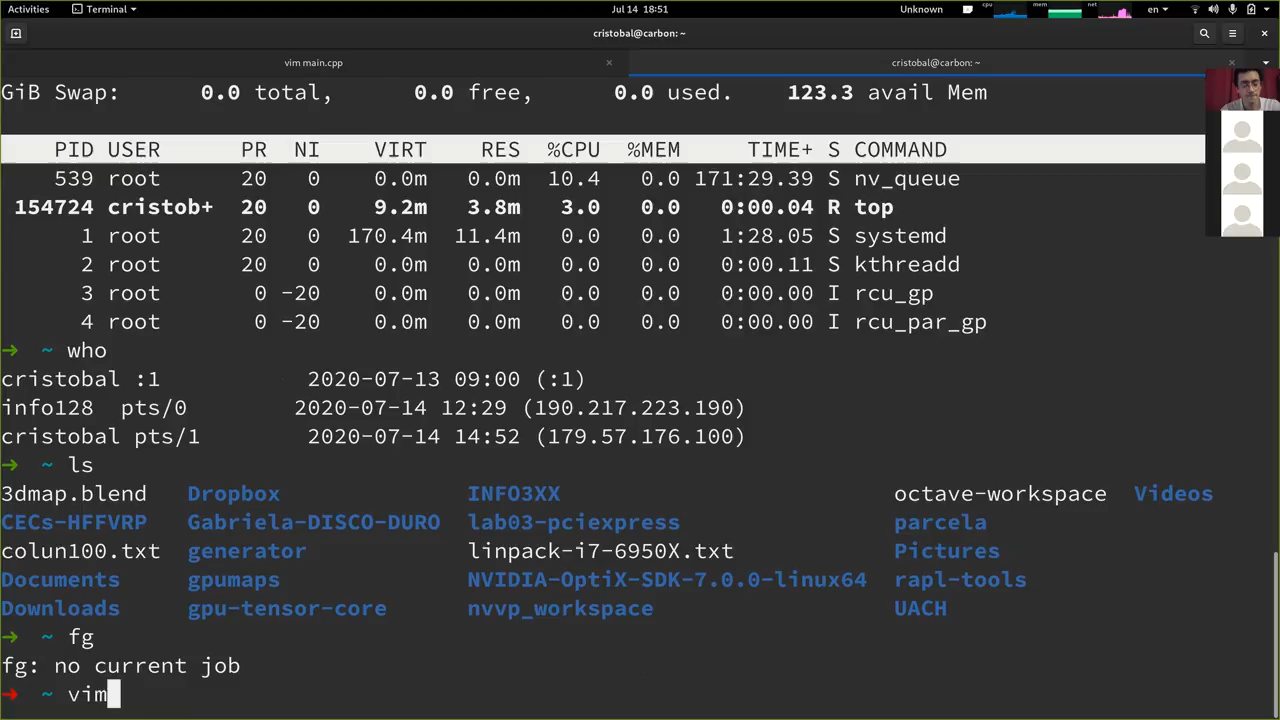 Activities Terminal Jul 14 18:51 Unknown cpu mem net en
cristobal@carbon: ~
vim main.cpp × cristobal@carbon: ~ ×
GiB Swap: 0.0 total, 0.0 free, 0.0 used. 123.3 avail Mem
PID USER PR NI VIRT RES %CPU %MEM TIME+ S COMMAND
539 root 20 0 0.0m 0.0m 10.4 0.0 171:29.39 S nv_queue
154724 cristob+ 20 0 9.2m 3.8m 3.0 0.0 0:00.04 R top
1 root 20 0 170.4m 11.4m 0.0 0.0 1:28.05 S systemd
2 root 20 0 0.0m 0.0m 0.0 0.0 0:00.11 S kthreadd
3 root 0 -20 0.0m 0.0m 0.0 0.0 0:00.00 I rcu_gp
4 root 0 -20 0.0m 0.0m 0.0 0.0 0:00.00 I rcu_par_gp
➜ ~ who
cristobal :1 2020-07-13 09:00 (:1)
info128 pts/0 2020-07-14 12:29 (190.217.223.190)
cristobal pts/1 2020-07-14 14:52 (179.57.176.100)
➜ ~ ls
3dmap.blend Dropbox INFO3XX octave-workspace Videos
CECs-HFFVRP Gabriela-DISCO-DURO lab03-pciexpress parcela
colun100.txt generator linpack-i7-6950X.txt Pictures
Documents gpumaps NVIDIA-OptiX-SDK-7.0.0-linux64 rapl-tools
Downloads gpu-tensor-core nvvp_workspace UACH
➜ ~ fg
fg: no current job
➜ ~ vim